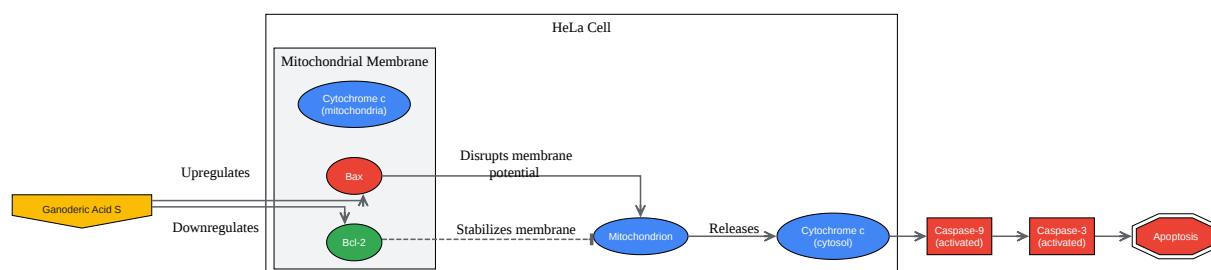 HeLa Cell
Mitochondrial Membrane
Cytochrome c
(mitochondria)
Upregulates
Bax
Disrupts membrane
potential
Ganoderic Acid S
Downregulates
Bcl-2
Stabilizes membrane
Mitochondrion
Releases
Cytochrome c
(cytosol)
Caspase-9
(activated)
Caspase-3
(activated)
Apoptosis